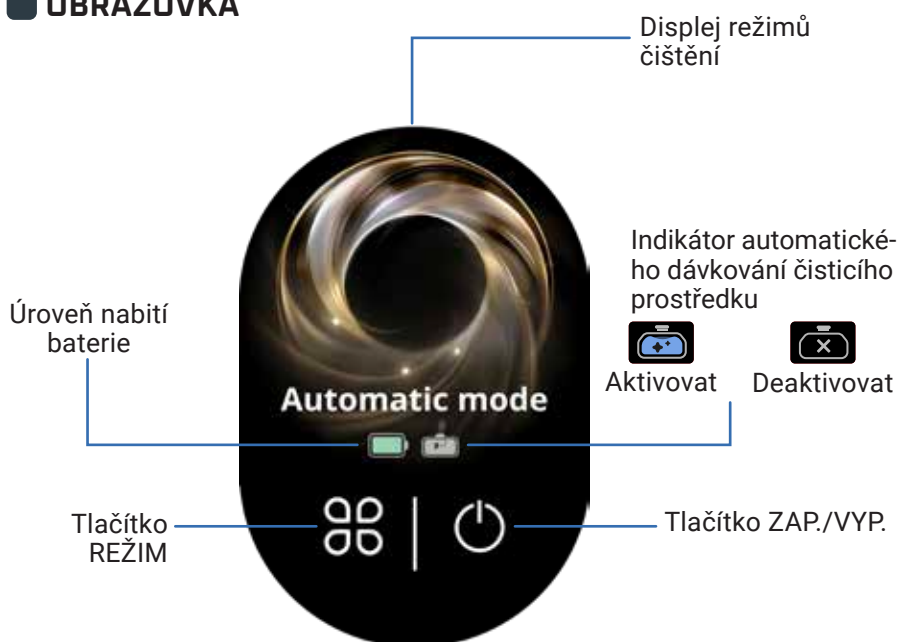 OBRAZOVKA
Displej režimů
čištění
Indikátor automatické-
ho dávkování čisticího
prostředku
Aktivovat
Deaktivovat
Úroveň nabití
baterie
Automatic mode
Tlačítko
REŽIM
Tlačítko ZAP./VYP.